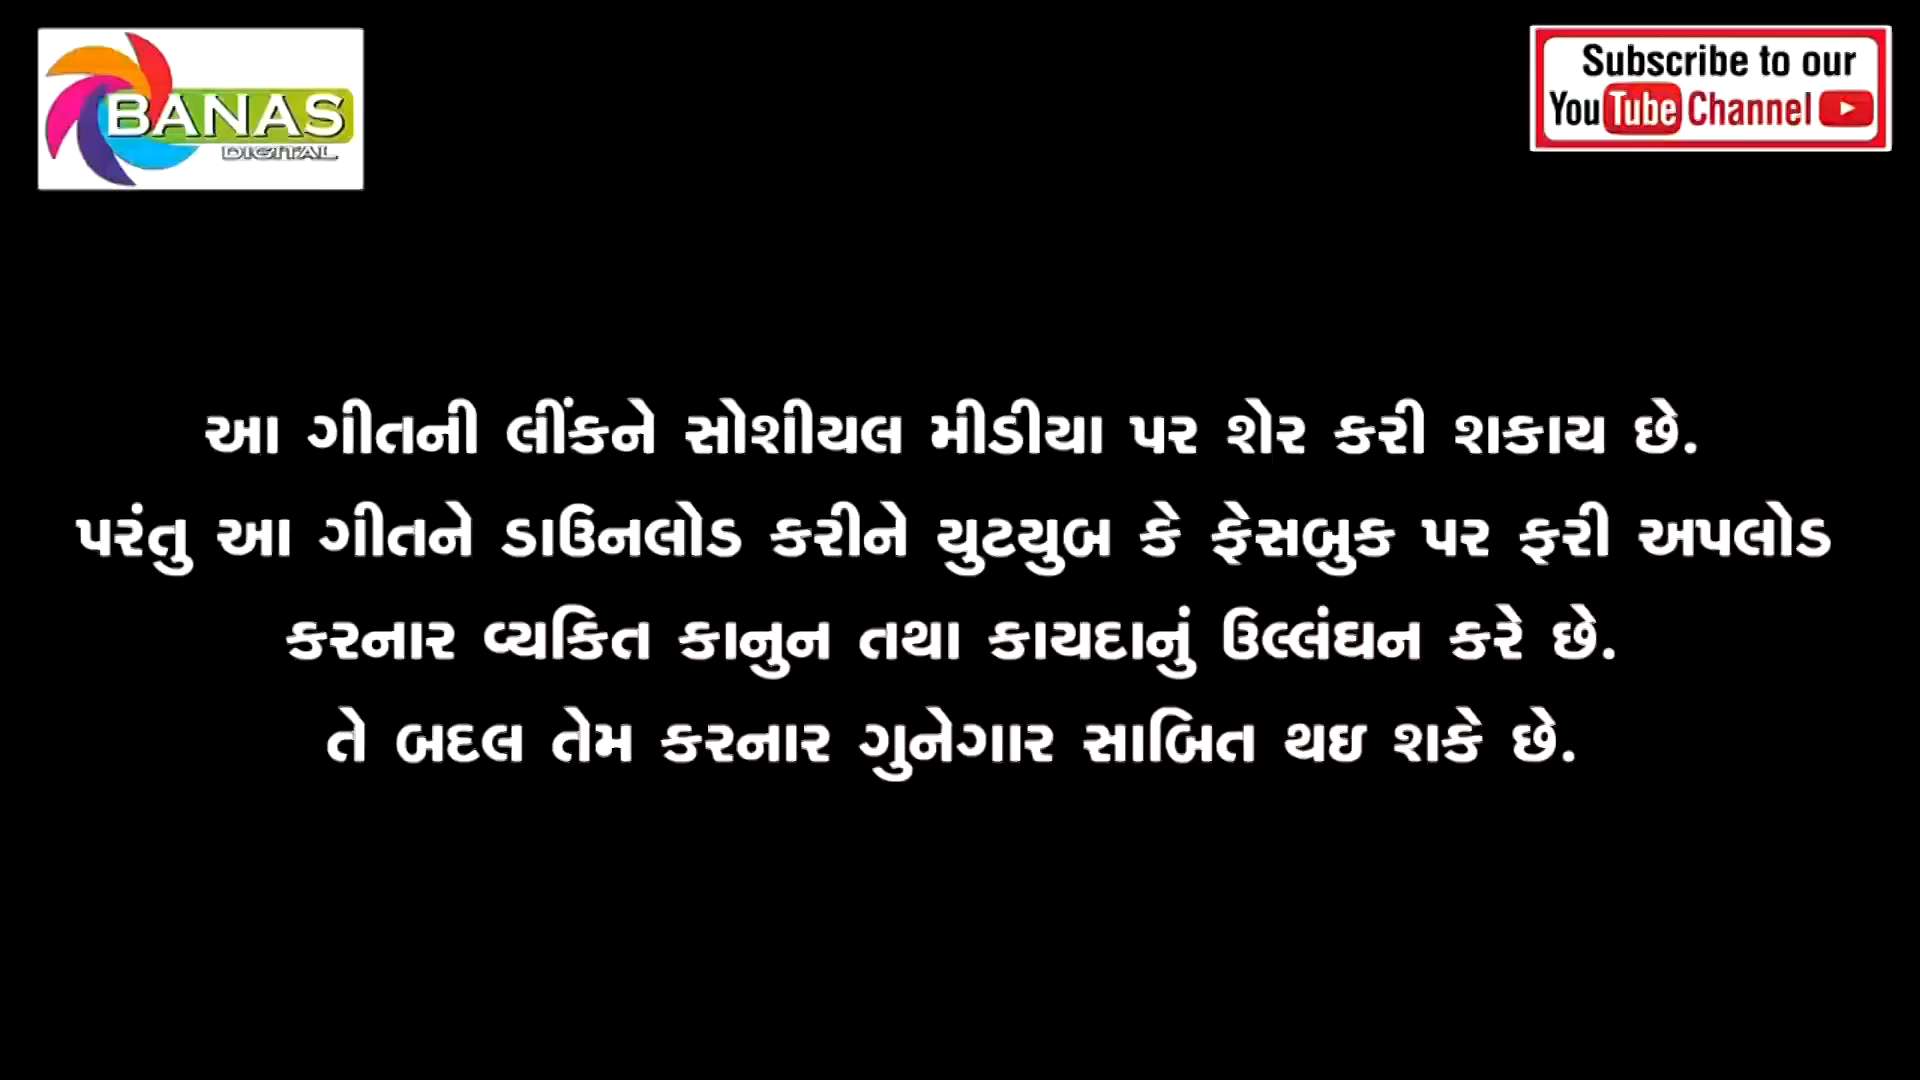 BANAS
DIGITAL
Subscribe to our
YouTube Channel
આ ગીતની લીંકને સોશીયલ મીડીયા પર શેર કરી શકાય છે.
પરંતુ આ ગીતને ડાઉનલોડ કરીને યુટયુબ કે ફેસબુક પર ફરી અપલોડ
કરનાર વ્યકિત કાનુન તથા કાયદાનું ઉલ્લંઘન કરે છે.
તે બદલ તેમ કરનાર ગુનેગાર સાબિત થઇ શકે છે.